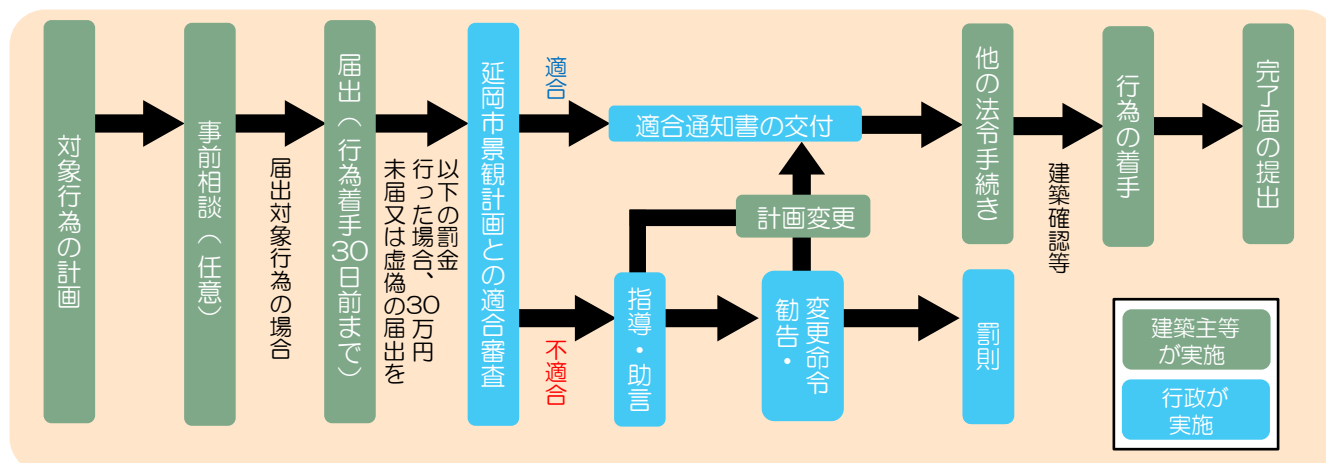 対象行為の計画
事前相談（任意）
届出対象行為の場合
届出（行為着手30日前まで）
未届又は虚偽の届出を
行った場合、30万円
以下の罰金
延岡市景観計画との適合審査
適合
適合通知書の交付
計画変更
不適合
指導・助言
勧告・
変更命令
罰則
他の法令手続き
建築確認等
行為の着手
完了届の提出
建築主等
が実施
行政が
実施